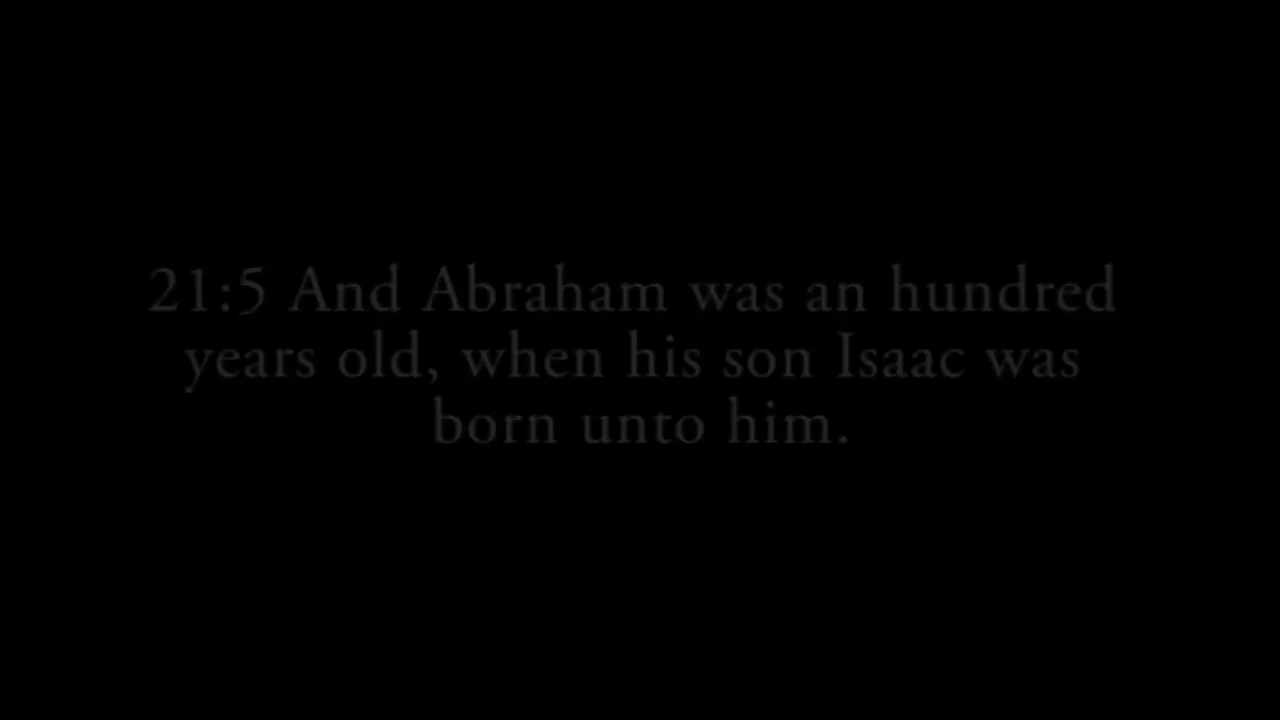 21:5 And Abraham was an hundred
years old, when his son Isaac was
born unto him.